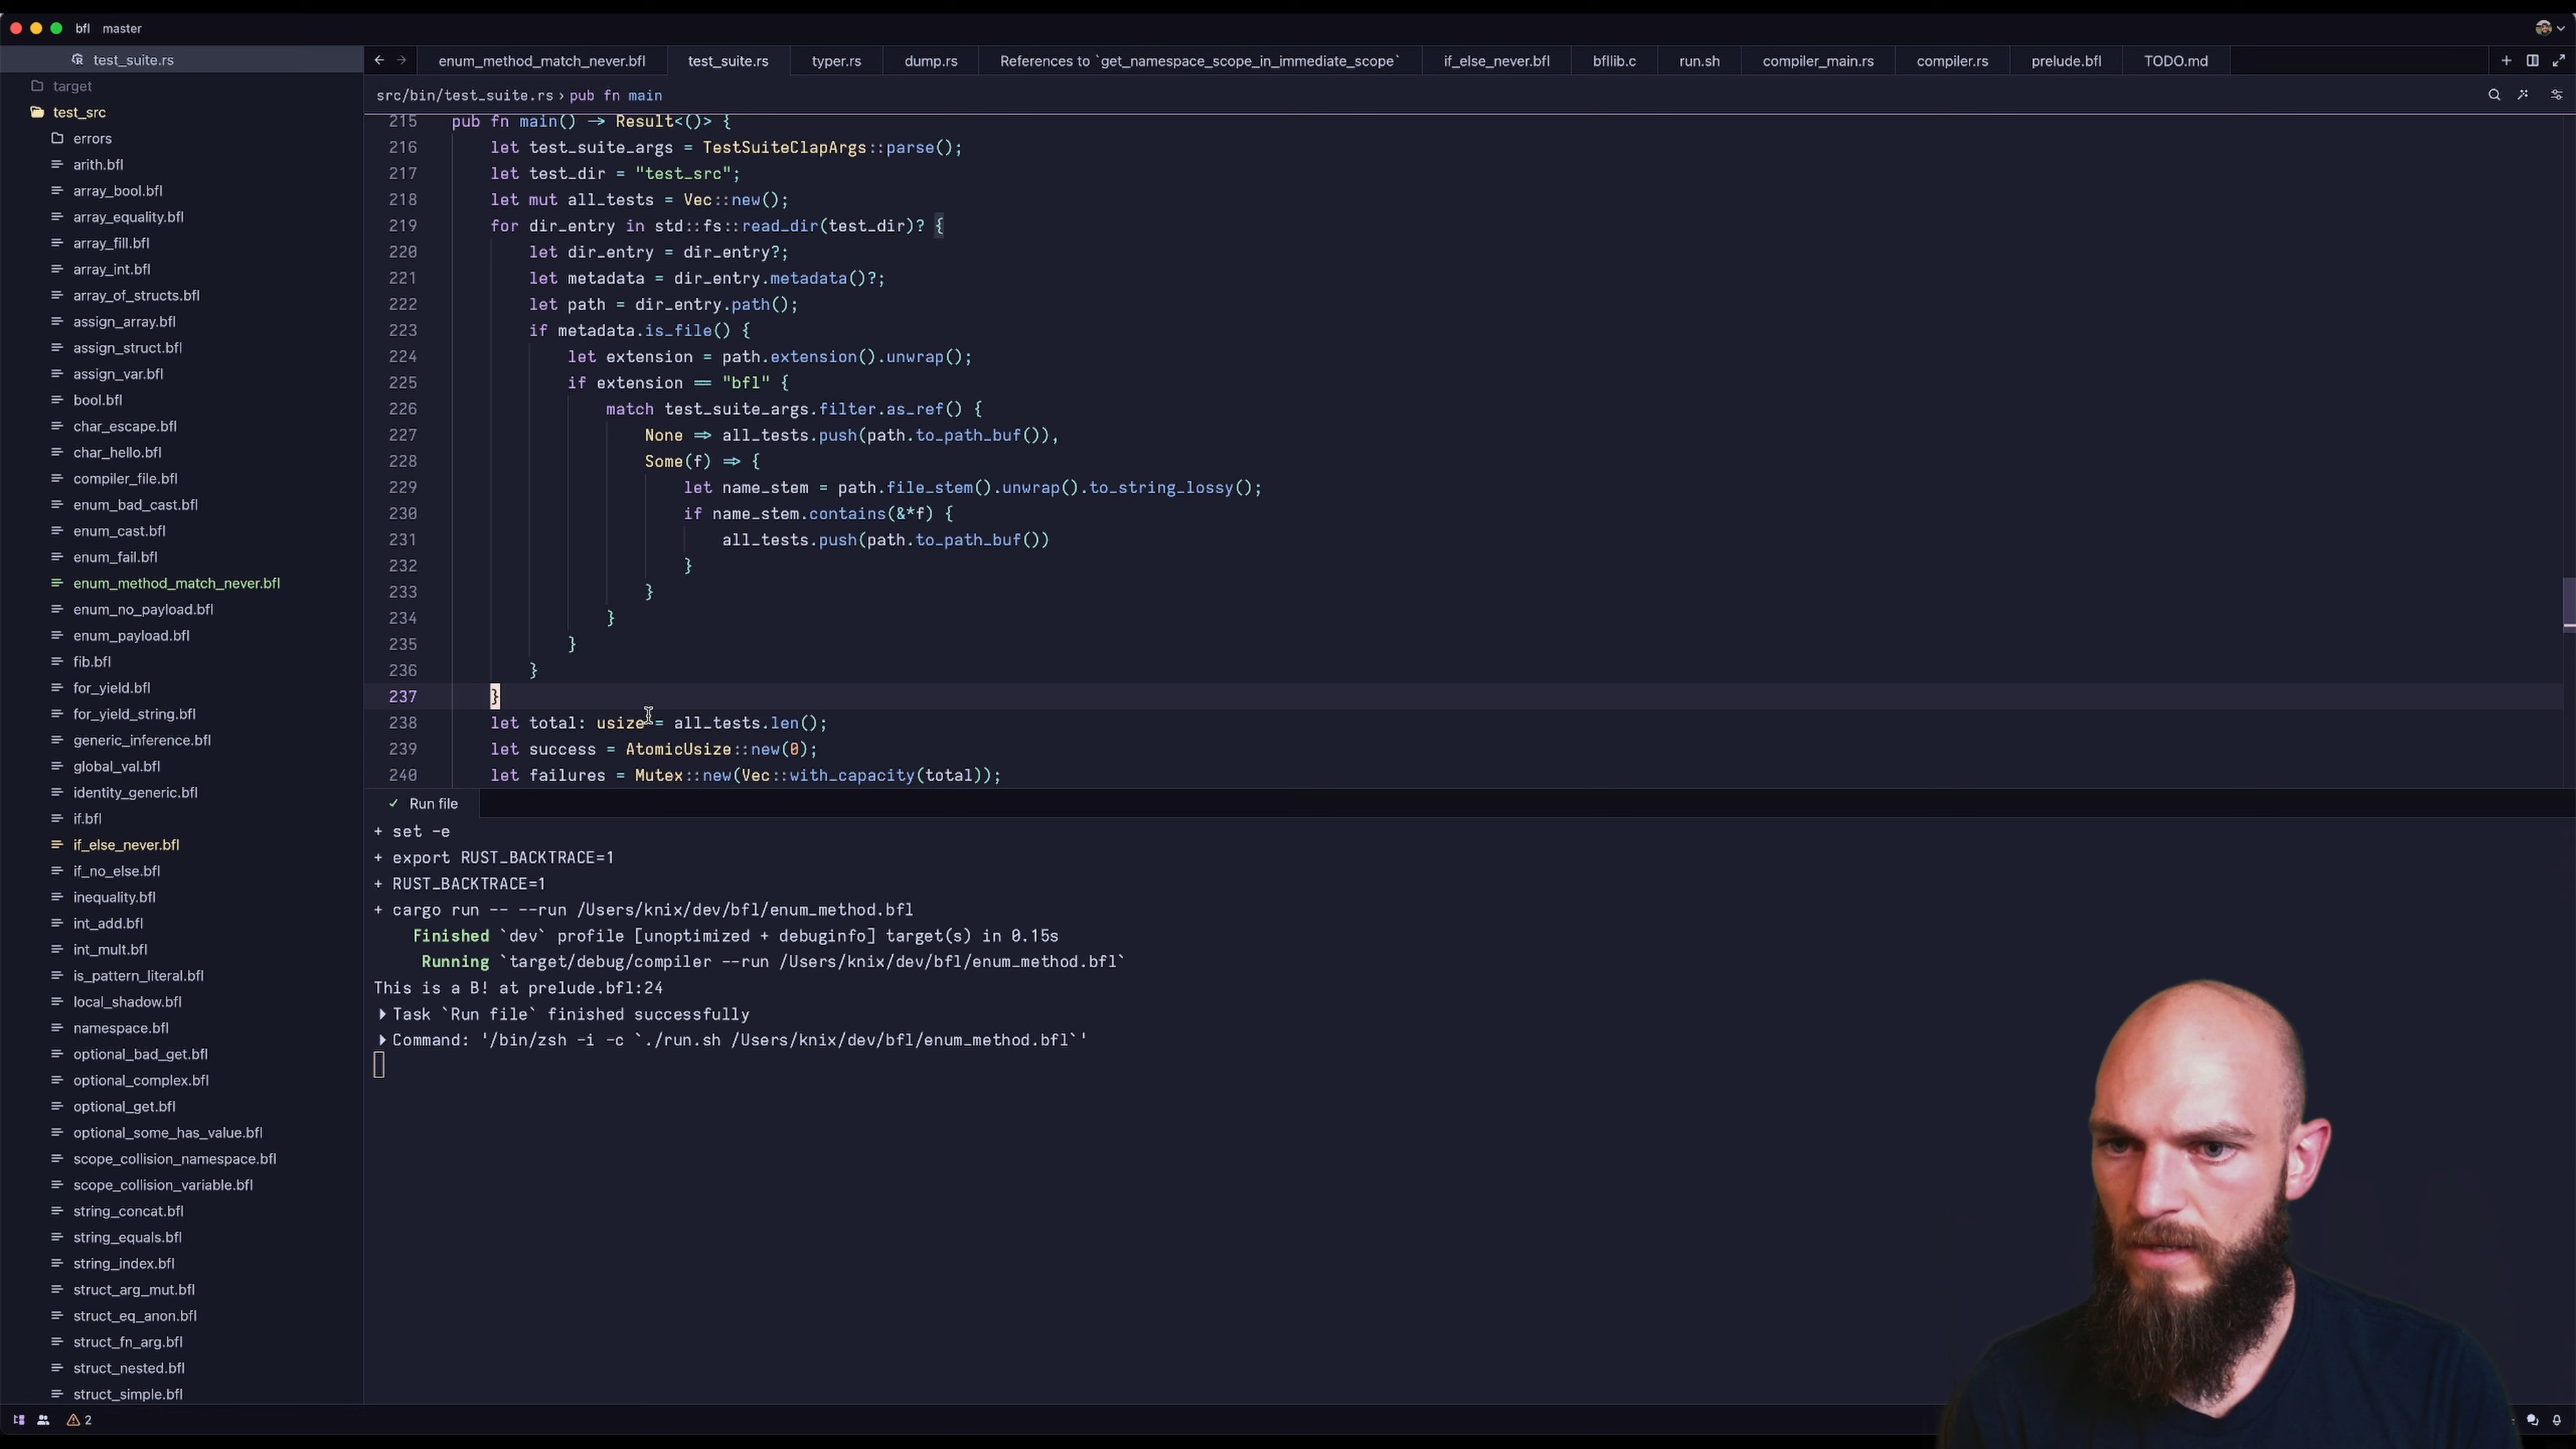 bfl master
test_suite.rs
target
test_src
errors
arith.bfl
array_bool.bfl
array_equality.bfl
array_fill.bfl
array_int.bfl
array_of_structs.bfl
assign_array.bfl
assign_struct.bfl
assign_var.bfl
bool.bfl
char_escape.bfl
char_hello.bfl
compiler_file.bfl
enum_bad_cast.bfl
enum_cast.bfl
enum_fail.bfl
enum_method_match_never.bfl
enum_no_payload.bfl
enum_payload.bfl
fib.bfl
for_yield.bfl
for_yield_string.bfl
generic_inference.bfl
global_val.bfl
identity_generic.bfl
if.bfl
if_else_never.bfl
if_no_else.bfl
inequality.bfl
int_add.bfl
int_mult.bfl
is_pattern_literal.bfl
local_shadow.bfl
namespace.bfl
optional_bad_get.bfl
optional_complex.bfl
optional_get.bfl
optional_some_has_value.bfl
scope_collision_namespace.bfl
scope_collision_variable.bfl
string_concat.bfl
string_equals.bfl
string_index.bfl
struct_arg_mut.bfl
struct_eq_anon.bfl
struct_fn_arg.bfl
struct_nested.bfl
struct_simple.bfl
2
enum_method_match_never.bfl test_suite.rs typer.rs dump.rs References to `get_namespace_scope_in_immediate_scope` if_else_never.bfl bfllib.c run.sh compiler_main.rs compiler.rs prelude.bfl TODO.md
src/bin/test_suite.rs › pub fn main
215 pub fn main() → Result<()> {
216 let test_suite_args = TestSuiteClapArgs::parse();
217 let test_dir = "test_src";
218 let mut all_tests = Vec::new();
219 for dir_entry in std::fs::read_dir(test_dir)? {
220 let dir_entry = dir_entry?;
221 let metadata = dir_entry.metadata()?;
222 let path = dir_entry.path();
223 if metadata.is_file() {
224 let extension = path.extension().unwrap();
225 if extension == "bfl" {
226 match test_suite_args.filter.as_ref() {
227 None ⇒ all_tests.push(path.to_path_buf()),
228 Some(f) ⇒ {
229 let name_stem = path.file_stem().unwrap().to_string_lossy();
230 if name_stem.contains(&*f) {
231 all_tests.push(path.to_path_buf())
232 }
233 }
234 }
235 }
236 }
237 }
238 let total: usize = all_tests.len();
239 let success = AtomicUsize::new(0);
240 let failures = Mutex::new(Vec::with_capacity(total));
✓ Run file
+ set -e
+ export RUST_BACKTRACE=1
+ RUST_BACKTRACE=1
+ cargo run -- --run /Users/knix/dev/bfl/enum_method.bfl
Finished `dev` profile [unoptimized + debuginfo] target(s) in 0.15s
Running `target/debug/compiler --run /Users/knix/dev/bfl/enum_method.bfl`
This is a B! at prelude.bfl:24
Task `Run file` finished successfully
Command: '/bin/zsh -i -c `./run.sh /Users/knix/dev/bfl/enum_method.bfl`'